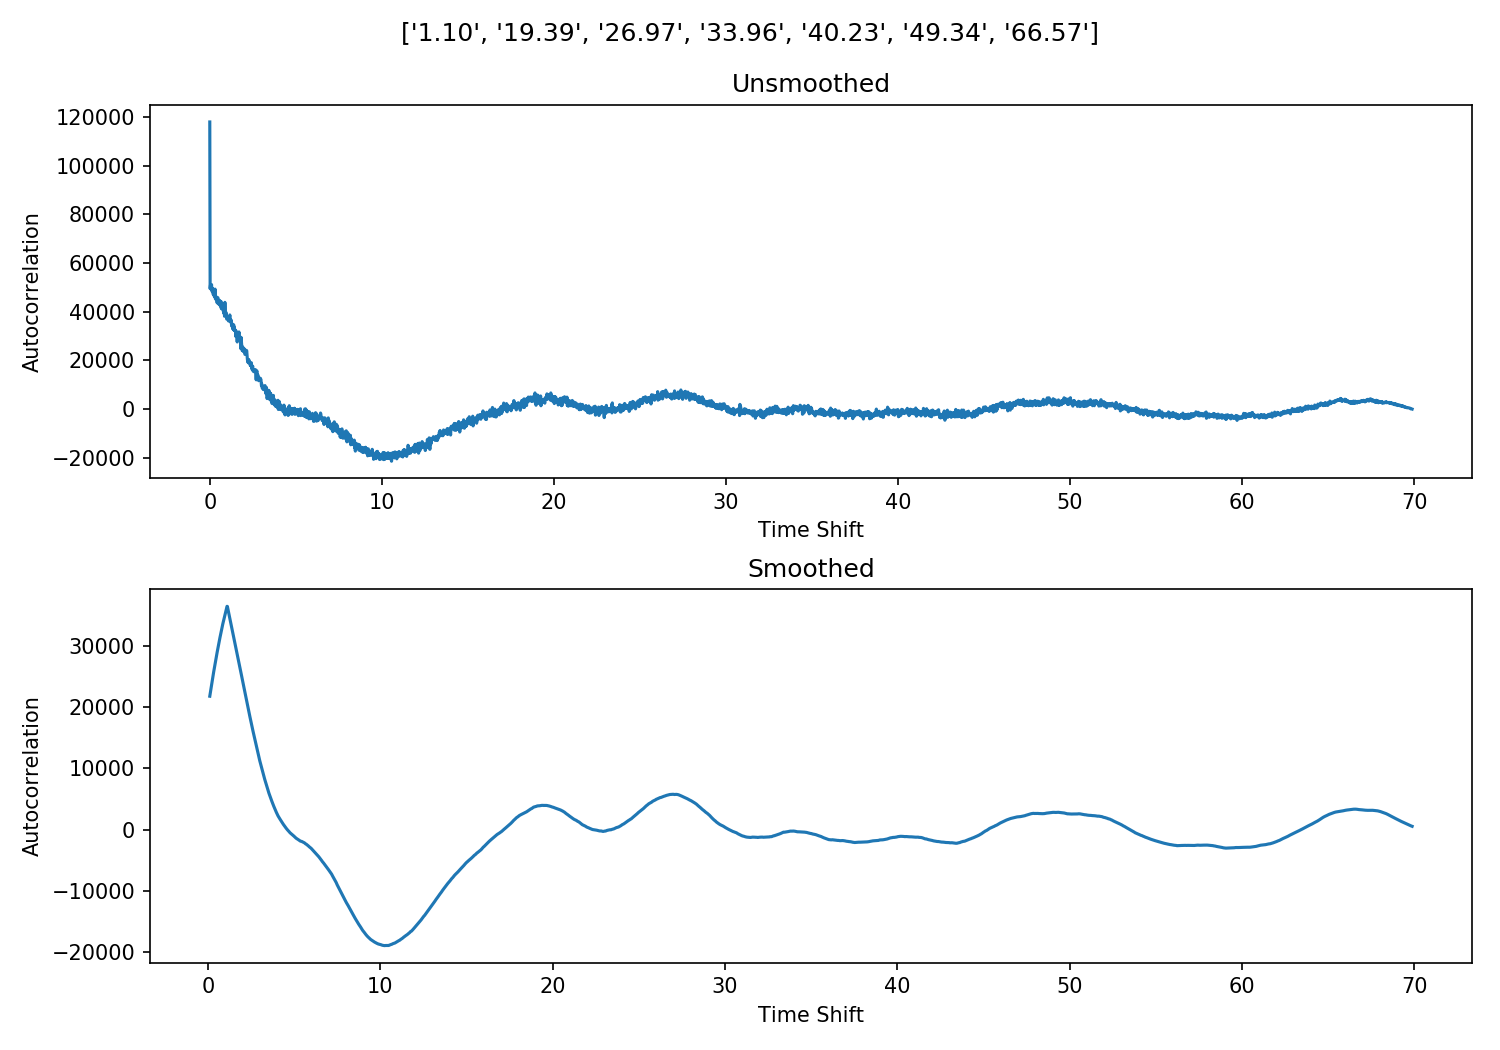 ['1.10', '19.39', '26.97', '33.96', '40.23', '49.34', '66.57']
Unsmoothed
120000
100000
80000
60000
40000
20000
0
−20000
Autocorrelation
0 10 20 30 40 50 60 70
Time Shift
Smoothed
30000
20000
10000
0
−10000
−20000
Autocorrelation
0 10 20 30 40 50 60 70
Time Shift